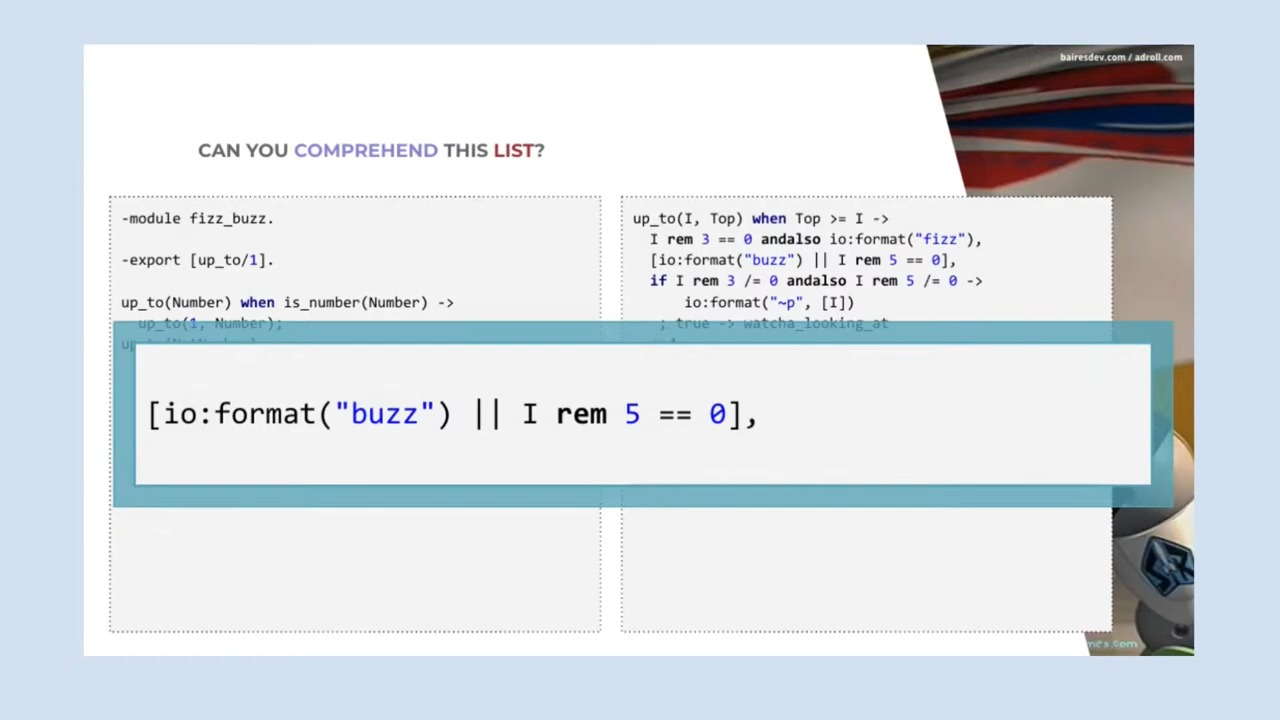 bairesdev.com / adroll.com
CAN YOU COMPREHEND THIS LIST?
-module fizz_buzz.
-export [up_to/1].
up_to(Number) when is_number(Number) ->
up_to(1, Number);
up_to(I, Top) when Top >= I ->
I rem 3 == 0 andalso io:format("fizz"),
[io:format("buzz") || I rem 5 == 0],
if I rem 3 /= 0 andalso I rem 5 /= 0 ->
io:format("~p", [I])
; true -> watcha_looking_at
[io:format("buzz") || I rem 5 == 0],